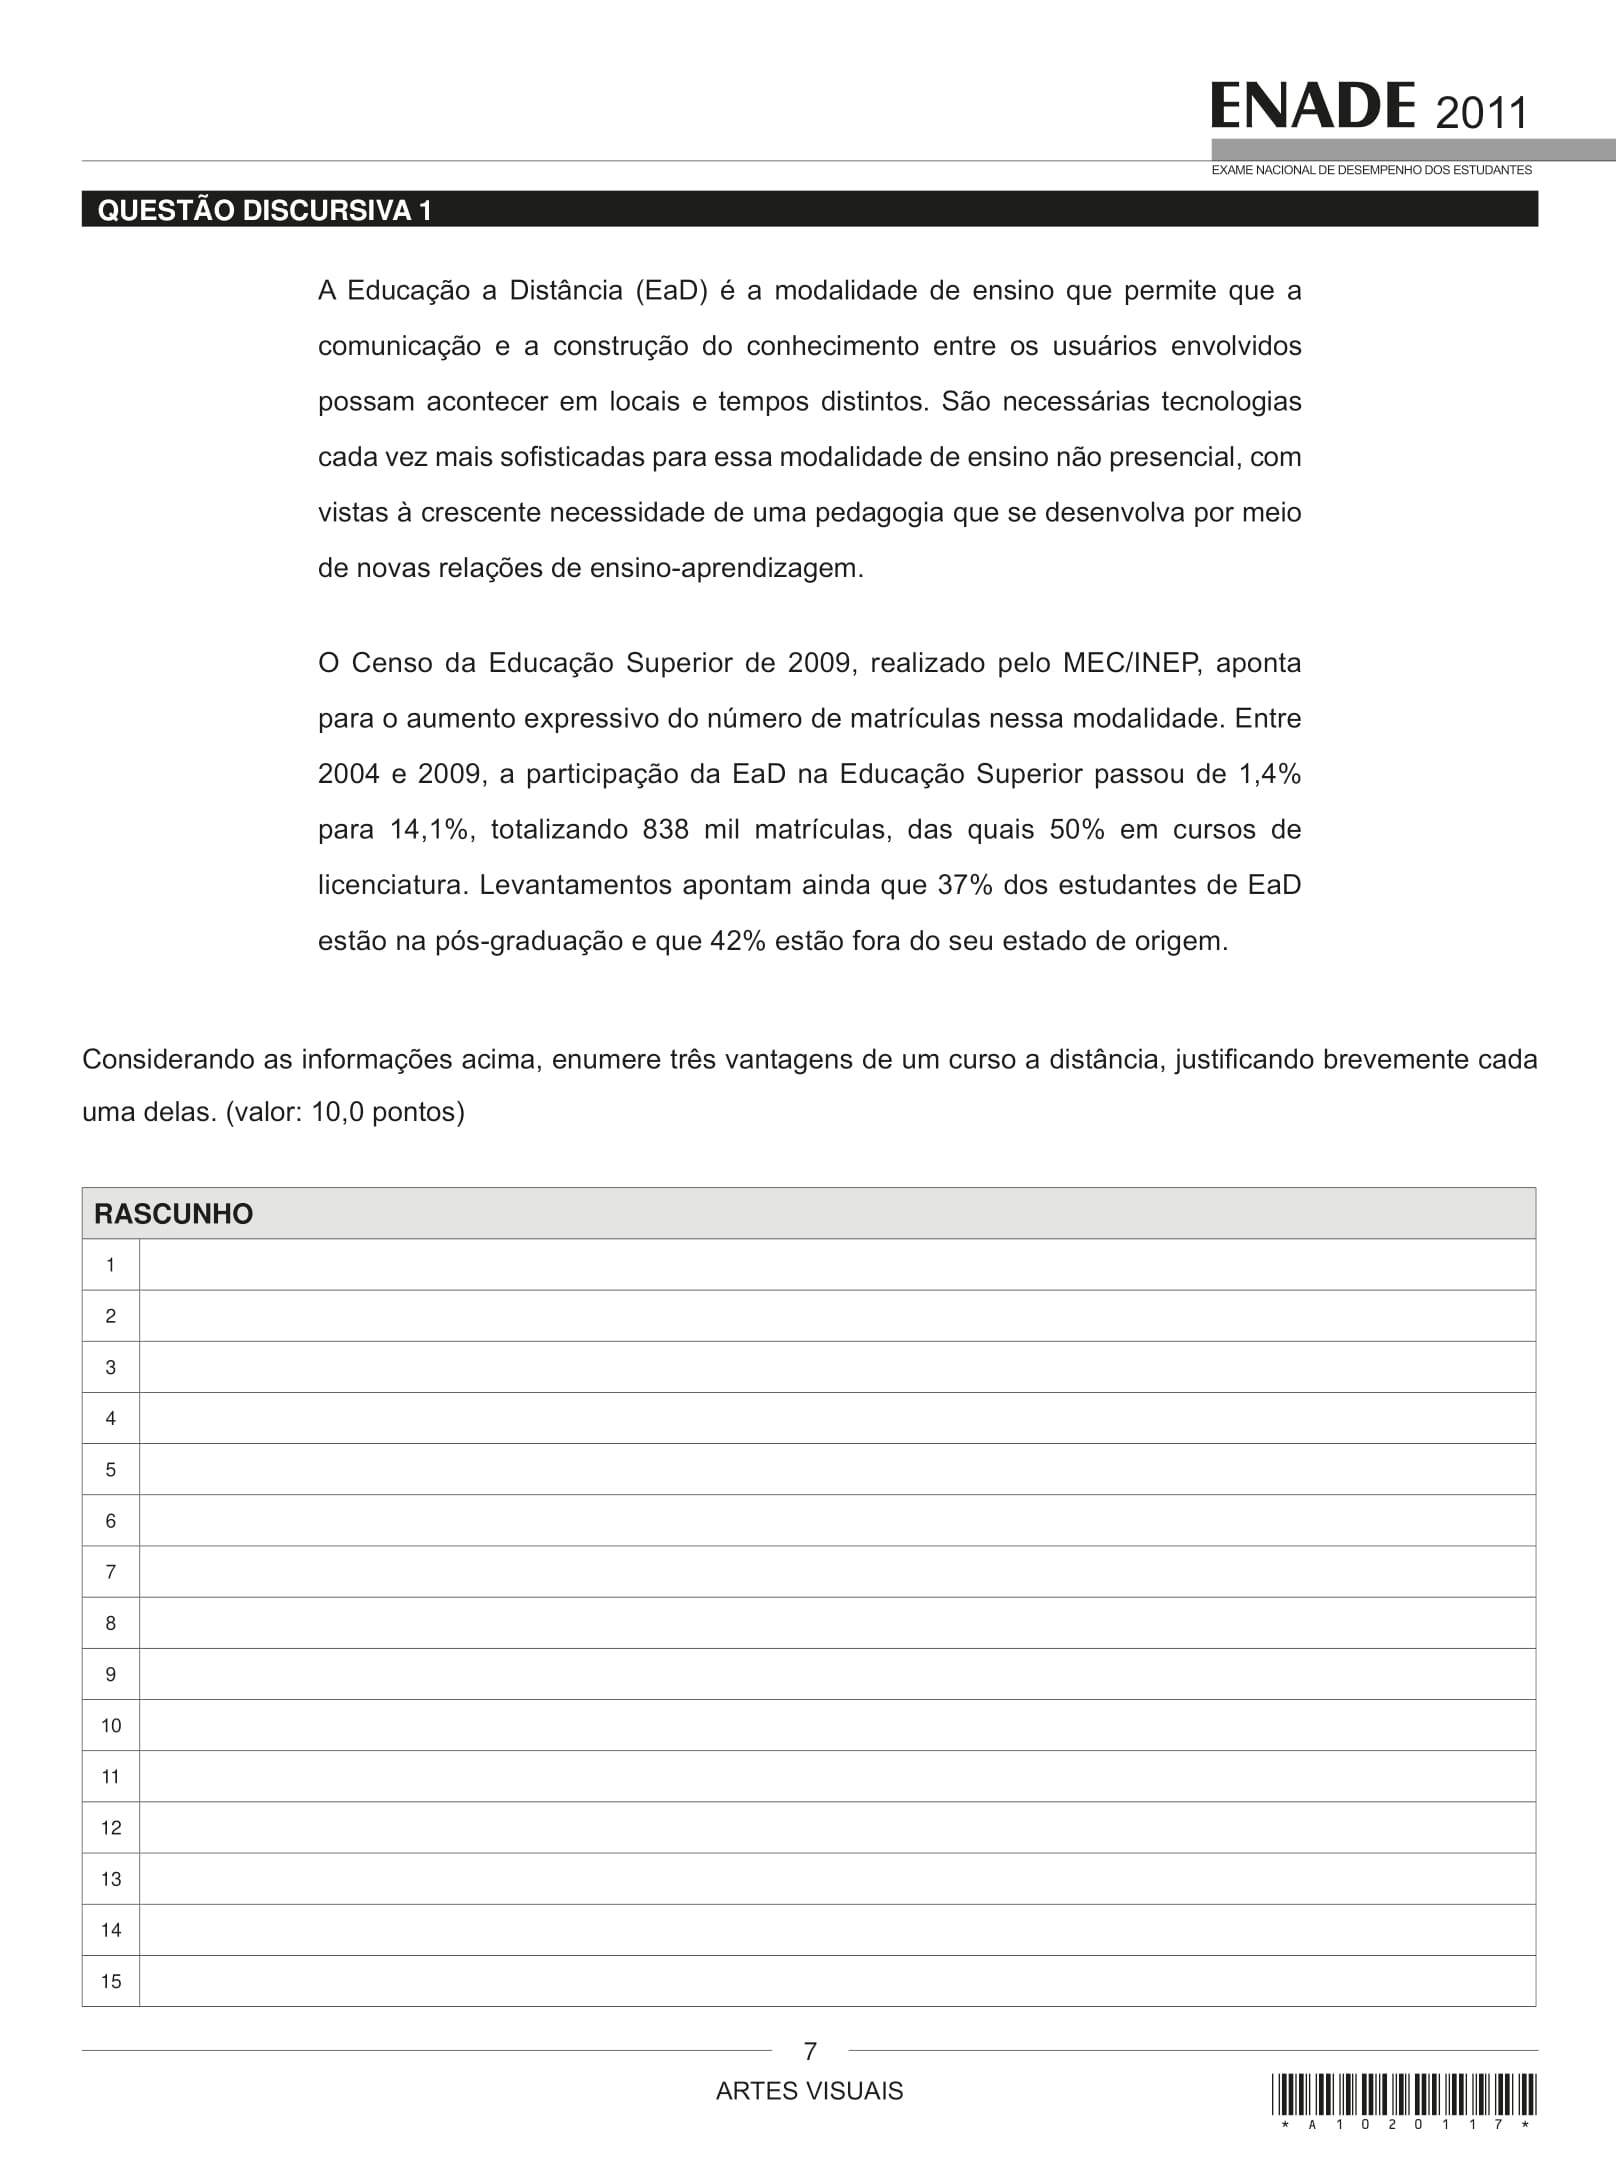 ENADE 2011
EXAME NACIONAL DE DESEMPENHO DOS ESTUDANTES
QUESTÃO DISCURSIVA 1
A Educação a Distância (EaD) é a modalidade de ensino que permite que a
comunicação e a construção do conhecimento entre os usuários envolvidos
possam acontecer em locais e tempos distintos. São necessárias tecnologias
cada vez mais sofisticadas para essa modalidade de ensino não presencial, com
vistas à crescente necessidade de uma pedagogia que se desenvolva por meio
de novas relações de ensino-aprendizagem.
O Censo da Educação Superior de 2009, realizado pelo MEC/INEP, aponta
para o aumento expressivo do número de matrículas nessa modalidade. Entre
2004 e 2009, a participação da EaD na Educação Superior passou de 1,4%
para 14,1%, totalizando 838 mil matrículas, das quais 50% em cursos de
licenciatura. Levantamentos apontam ainda que 37% dos estudantes de EaD
estão na pós-graduação e que 42% estão fora do seu estado de origem.
Considerando as informações acima, enumere três vantagens de um curso a distância, justificando brevemente cada
uma delas. (valor: 10,0 pontos)
RASCUNHO
1
2
3
4
5
6
7
8
9
10
11
12
13
14
15
7
ARTES VISUAIS
* A 1 0 2 0 1 1 7 *